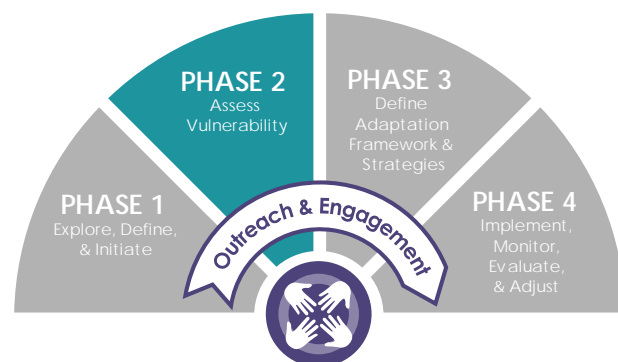 PHASE 1
Explore, Define,
& Initiate
PHASE 2
Assess
Vulnerability
PHASE 3
Define
Adaptation
Framework &
Strategies
PHASE 4
Implement,
Monitor,
Evaluate,
& Adjust
Outreach & Engagement